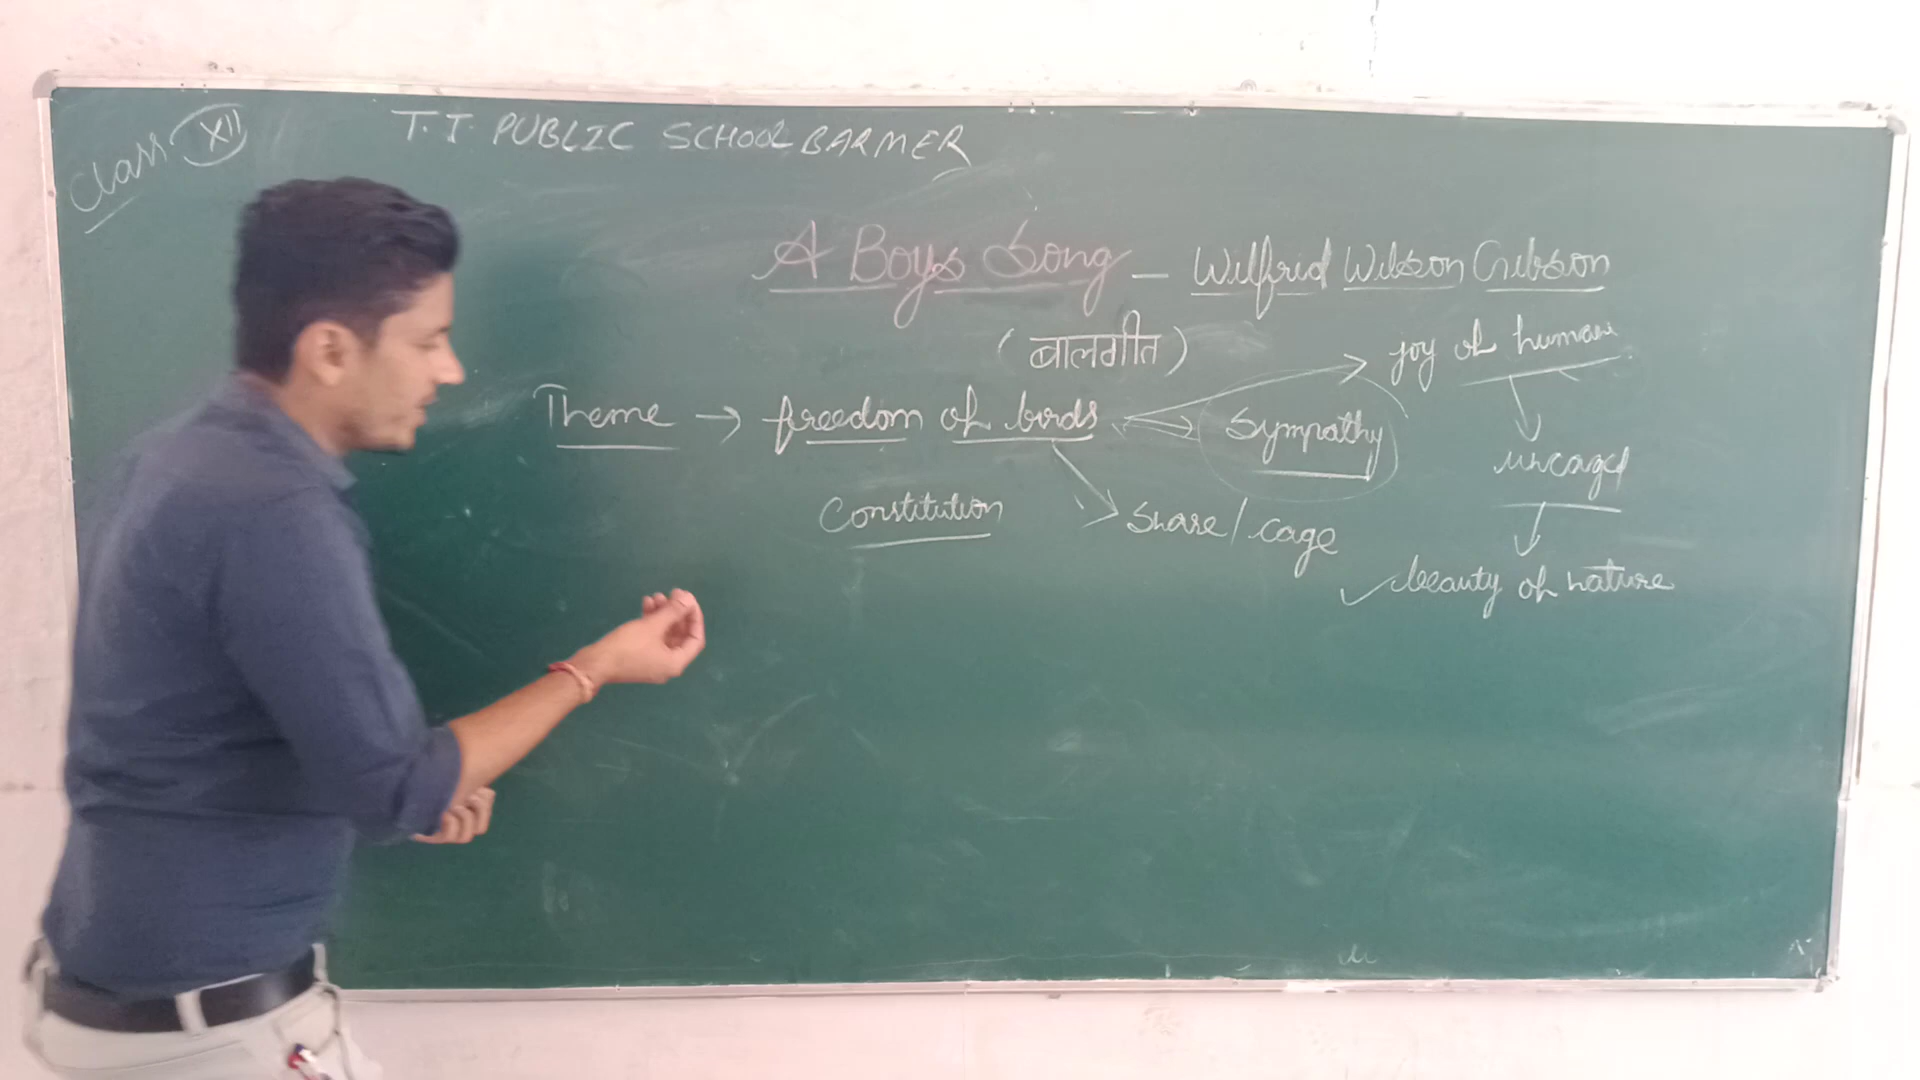 Class XII
T.T. PUBLIC SCHOOL BARMER
A Boys Song — Wilfrid Wilson Gibson
(बालगीत)
joy of human
Theme → freedom of birds → Sympathy
uncaged
Constitution
Snare/cage
✓ beauty of nature